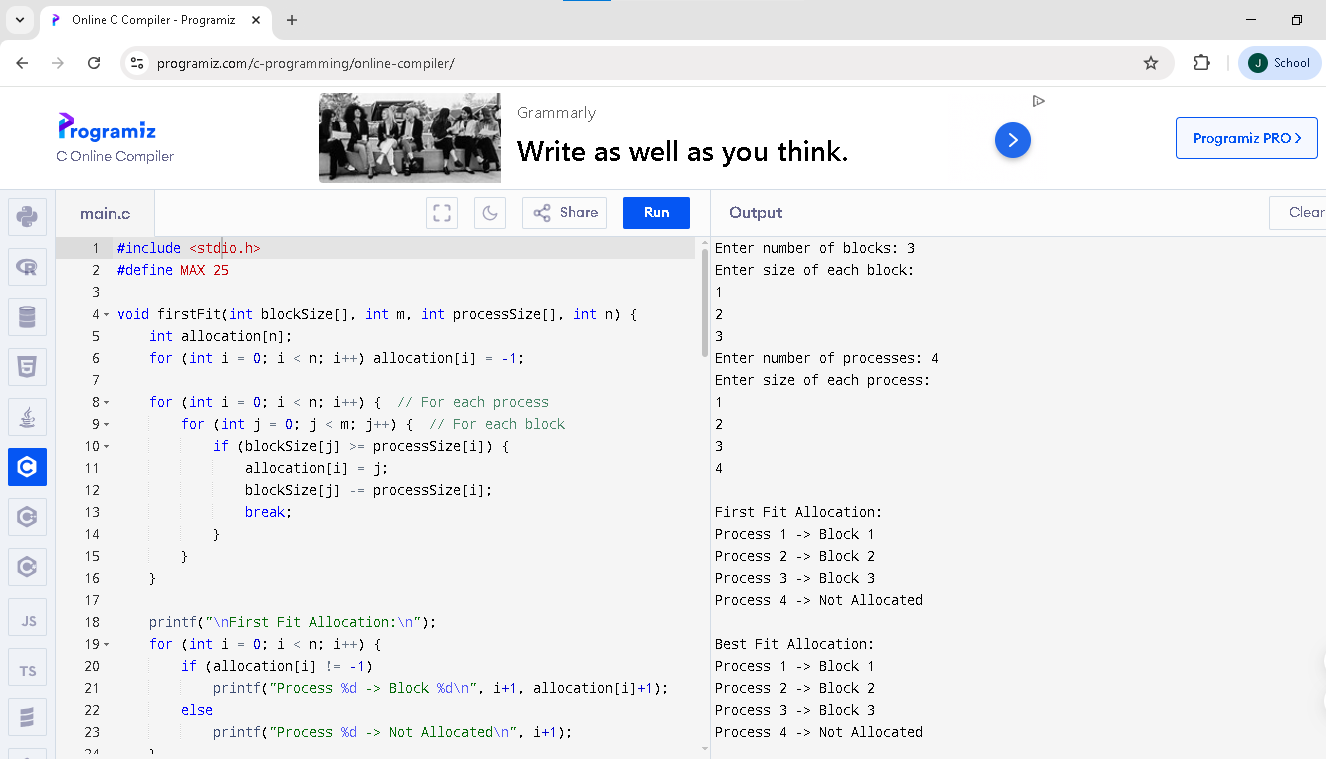 Online C Compiler - Programiz
programiz.com/c-programming/online-compiler/
J School
Programiz
C Online Compiler
Grammarly
Write as well as you think.
Programiz PRO
main.c
Share
Run
Output
Clear
1 #include <stdio.h>
2 #define MAX 25
3
4 void firstFit(int blockSize[], int m, int processSize[], int n) {
5     int allocation[n];
6     for (int i = 0; i < n; i++) allocation[i] = -1;
7
8     for (int i = 0; i < n; i++) {  // For each process
9         for (int j = 0; j < m; j++) {  // For each block
10             if (blockSize[j] >= processSize[i]) {
11                 allocation[i] = j;
12                 blockSize[j] -= processSize[i];
13                 break;
14             }
15         }
16     }
17
18     printf("\nFirst Fit Allocation:\n");
19     for (int i = 0; i < n; i++) {
20         if (allocation[i] != -1)
21             printf("Process %d -> Block %d\n", i+1, allocation[i]+1);
22         else
23             printf("Process %d -> Not Allocated\n", i+1);
24     }
Enter number of blocks: 3
Enter size of each block:
1
2
3
Enter number of processes: 4
Enter size of each process:
1
2
3
4
First Fit Allocation:
Process 1 -> Block 1
Process 2 -> Block 2
Process 3 -> Block 3
Process 4 -> Not Allocated
Best Fit Allocation:
Process 1 -> Block 1
Process 2 -> Block 2
Process 3 -> Block 3
Process 4 -> Not Allocated
JS
TS